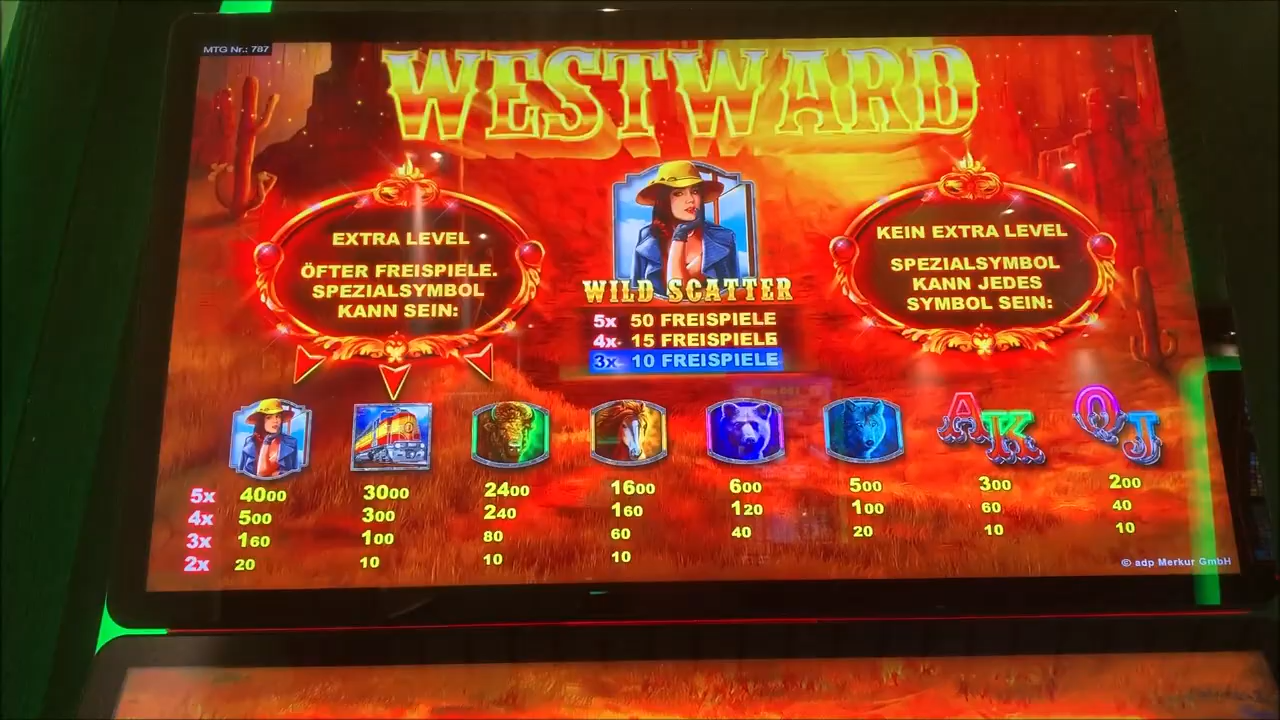 MTG Nr.: 787
WESTWARD
EXTRA LEVEL
ÖFTER FREISPIELE.
SPEZIALSYMBOL
KANN SEIN:
WILD SCATTER
5x 50 FREISPIELE
4x 15 FREISPIELE
3x 10 FREISPIELE
KEIN EXTRA LEVEL
SPEZIALSYMBOL
KANN JEDES
SYMBOL SEIN:
A K Q J
5x 4000 3000 2400 1600 600 500 300 200
4x 500 300 240 160 120 100 60 40
3x 160 100 80 60 40 20 10 10
2x 20 10 10 10
© adp Merkur GmbH